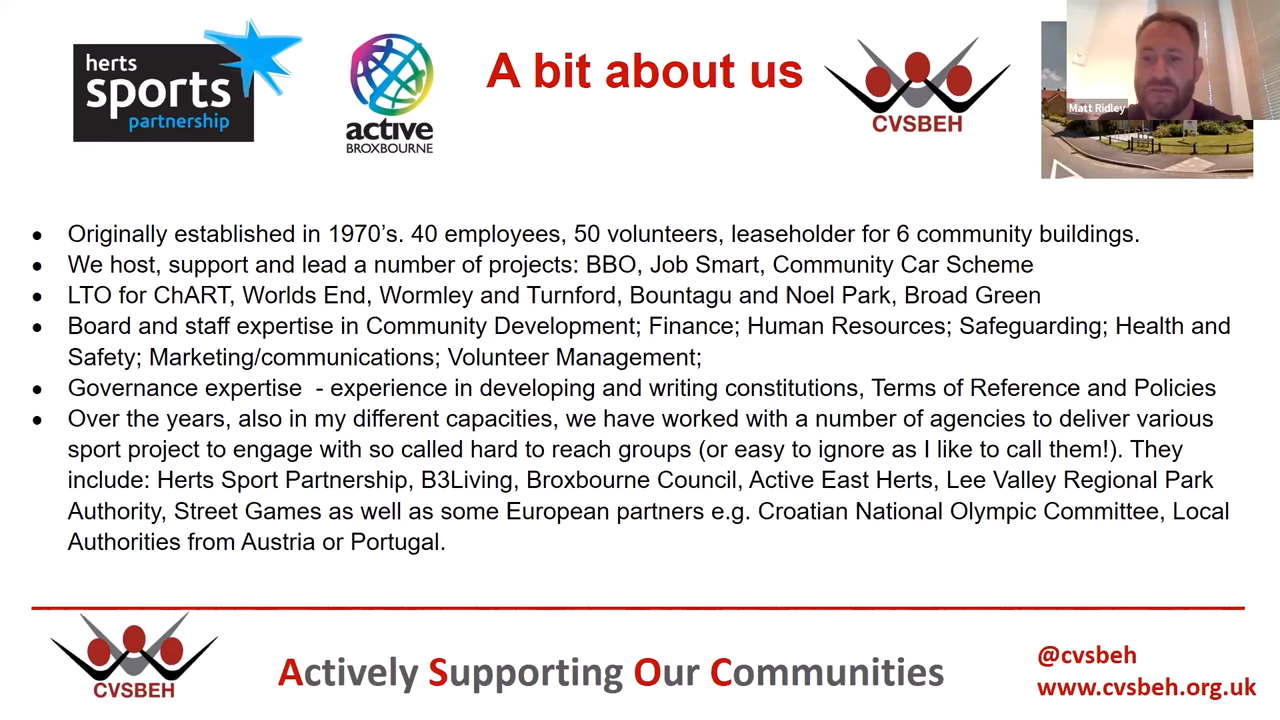 herts
sports
partnership
active
BROXBOURNE
A bit about us
CVSBEH
Matt Ridley
• Originally established in 1970's. 40 employees, 50 volunteers, leaseholder for 6 community buildings.
• We host, support and lead a number of projects: BBO, Job Smart, Community Car Scheme
• LTO for ChART, Worlds End, Wormley and Turnford, Bountagu and Noel Park, Broad Green
• Board and staff expertise in Community Development; Finance; Human Resources; Safeguarding; Health and
Safety; Marketing/communications; Volunteer Management;
• Governance expertise - experience in developing and writing constitutions, Terms of Reference and Policies
• Over the years, also in my different capacities, we have worked with a number of agencies to deliver various
sport project to engage with so called hard to reach groups (or easy to ignore as I like to call them!). They
include: Herts Sport Partnership, B3Living, Broxbourne Council, Active East Herts, Lee Valley Regional Park
Authority, Street Games as well as some European partners e.g. Croatian National Olympic Committee, Local
Authorities from Austria or Portugal.
CVSBEH
Actively Supporting Our Communities
@cvsbeh
www.cvsbeh.org.uk